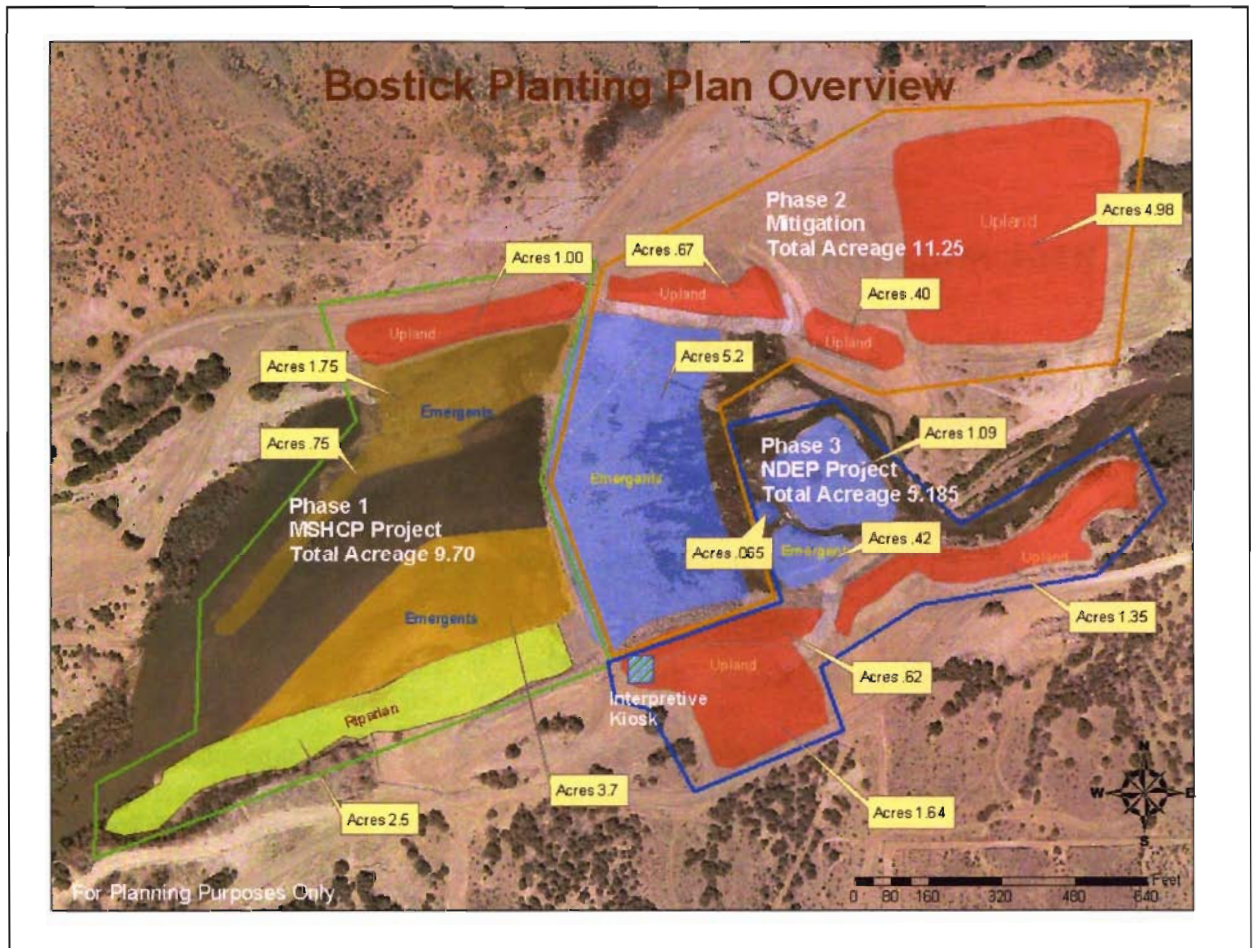 Bostick Planting Plan Overview
Phase 2
Mitigation
Total Acreage 11.25
Upland
Acres 4.98
Acres 1.00
Acres .67
Upland
Acres .40
Upland
Upland
Acres 1.75
Acres 5.2
Emergents
Acres .75
Emergents
Phase 1
MSHCP Project
Total Acreage 9.70
Phase 3
NDEP Project
Total Acreage 5.185
Acres 1.09
Acres .065
Emergents
Acres .42
Upland
Acres 1.35
Emergents
Upland
Acres .62
Interpretive
Kiosk
Riparian
Acres 3.7
Acres 2.5
Acres 1.64
N
W
E
S
For Planning Purposes Only
Feet
0 80 160 320 480 640